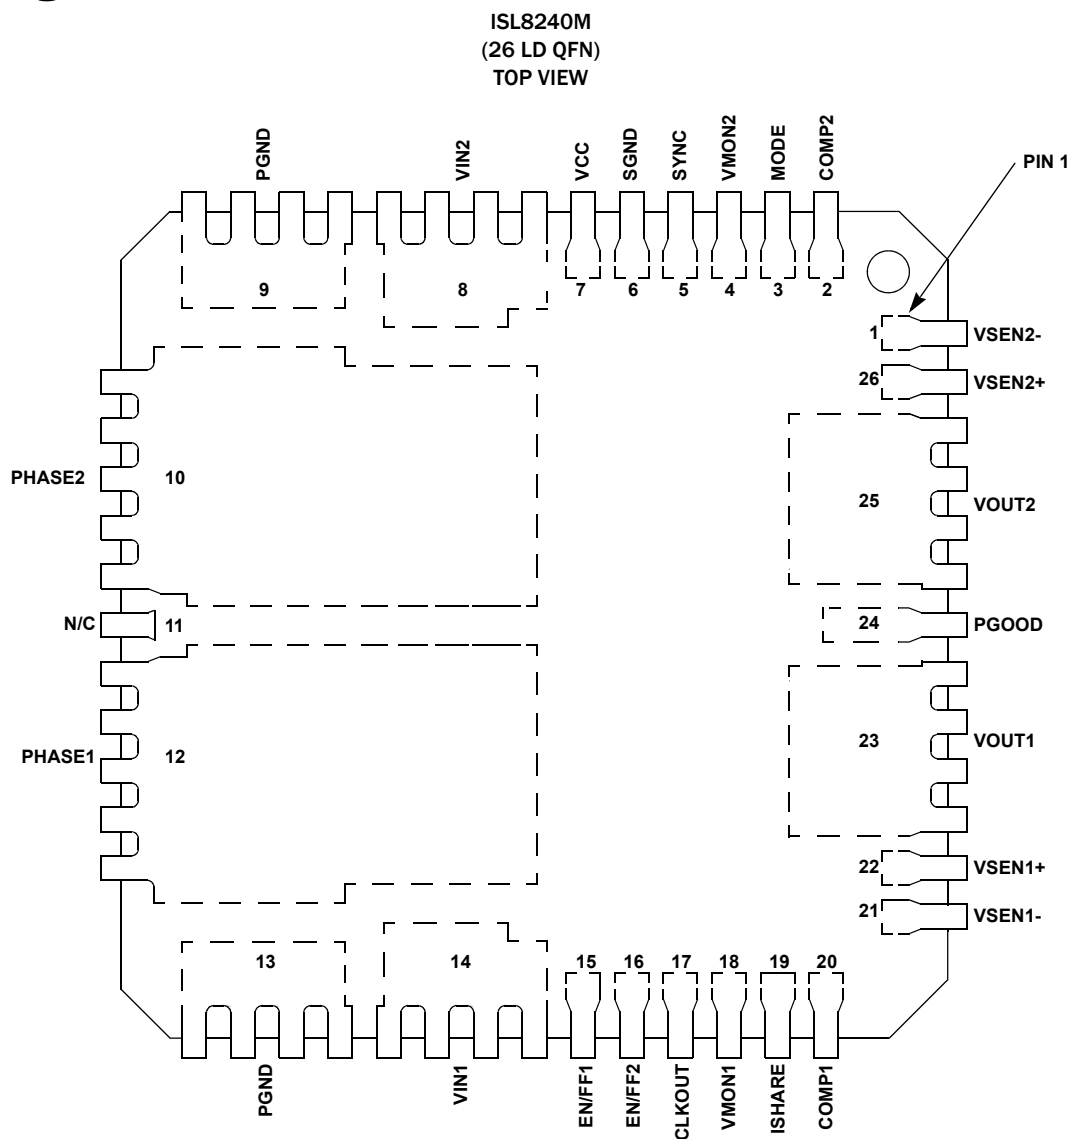 ISL8240M
(26 LD QFN)
TOP VIEW
PGND
VIN2
VCC
SGND
SYNC
VMON2
MODE
COMP2
PIN 1
9
8
7
6
5
4
3
2
1
VSEN2-
26
VSEN2+
PHASE2
10
25
VOUT2
N/C
11
24
PGOOD
PHASE1
12
23
VOUT1
22
VSEN1+
21
VSEN1-
13
14
15
16
17
18
19
20
PGND
VIN1
EN/FF1
EN/FF2
CLKOUT
VMON1
ISHARE
COMP1